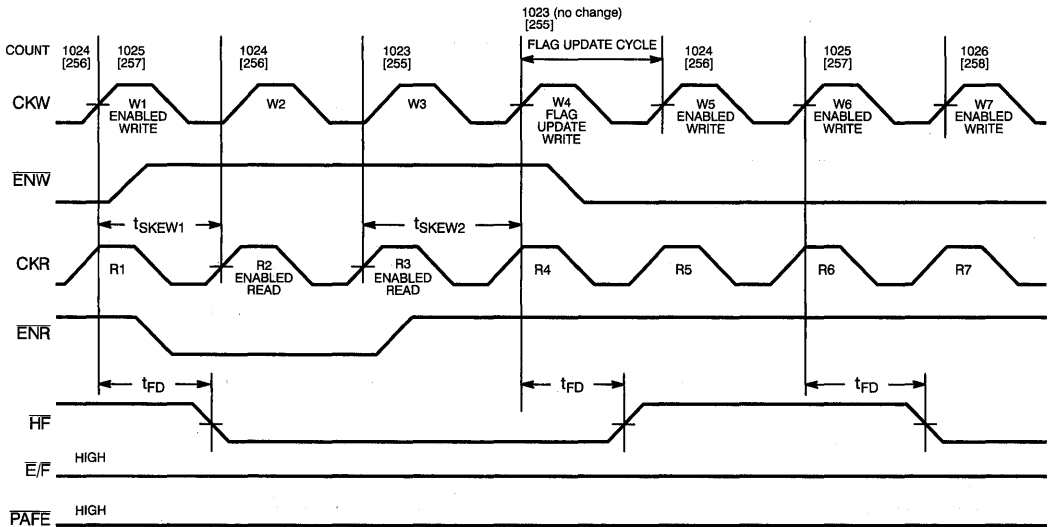 1023 (no change)
[255]
COUNT 1024 1025 1024 1023 FLAG UPDATE CYCLE 1024 1025 1026
[256] [257] [256] [255] [256] [257] [258]
CKW W1 W2 W3 W4 W5 W6 W7
ENABLED WRITE FLAG UPDATE WRITE ENABLED WRITE ENABLED WRITE ENABLED WRITE
ENW
tSKEW1 tSKEW2
CKR R1 R2 R3 R4 R5 R6 R7
ENABLED READ ENABLED READ
ENR
tFD tFD tFD
HF
HIGH
E/F
HIGH
PAFE